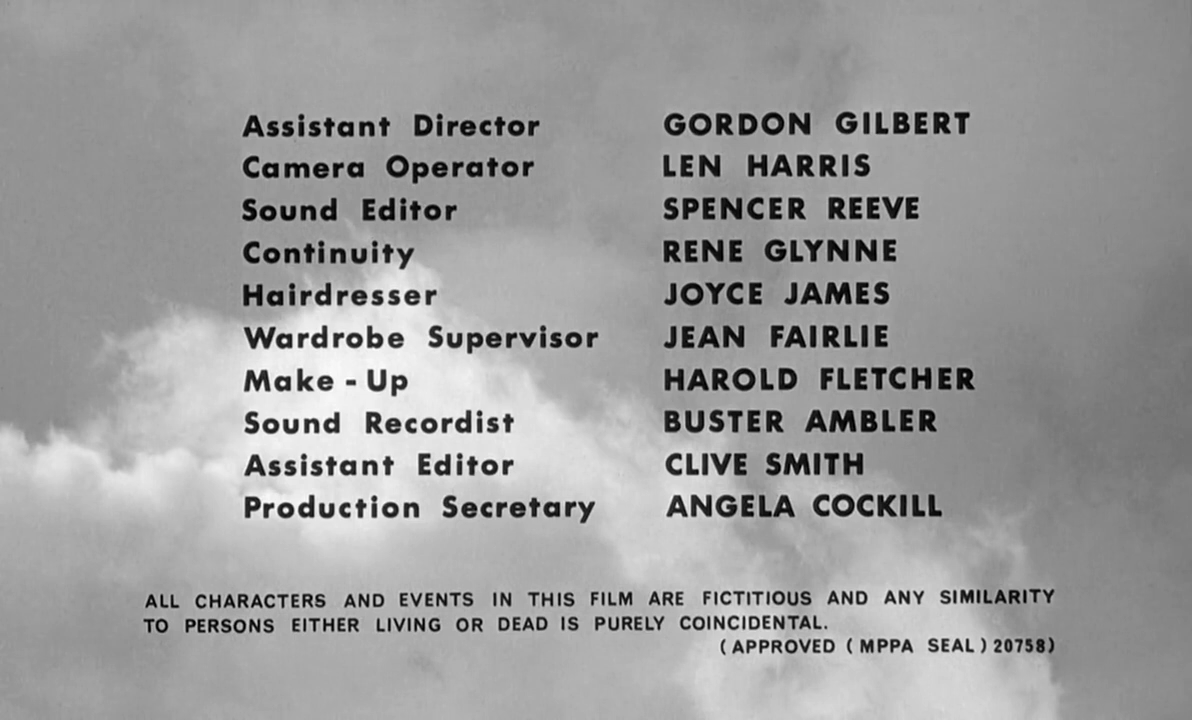 Assistant Director GORDON GILBERT
Camera Operator LEN HARRIS
Sound Editor SPENCER REEVE
Continuity RENE GLYNNE
Hairdresser JOYCE JAMES
Wardrobe Supervisor JEAN FAIRLIE
Make - Up HAROLD FLETCHER
Sound Recordist BUSTER AMBLER
Assistant Editor CLIVE SMITH
Production Secretary ANGELA COCKILL
ALL CHARACTERS AND EVENTS IN THIS FILM ARE FICTITIOUS AND ANY SIMILARITY
TO PERSONS EITHER LIVING OR DEAD IS PURELY COINCIDENTAL.
(APPROVED (MPPA SEAL) 20758)